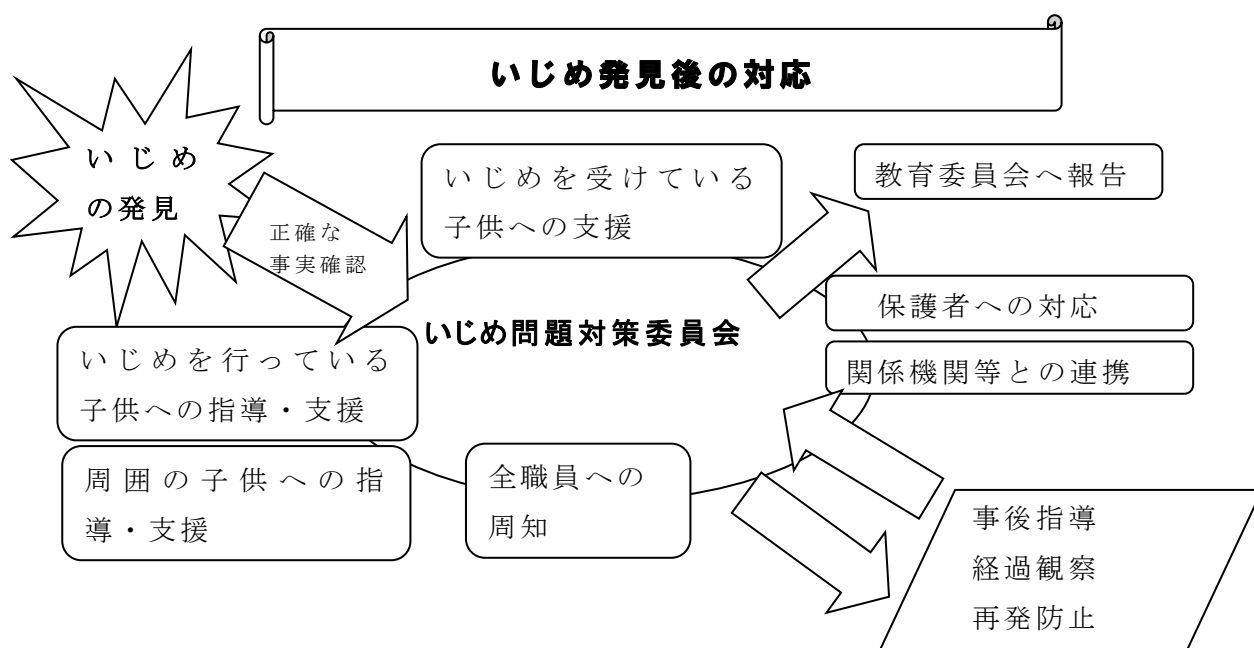 いじめ発見後の対応
いじめ
の発見
正確な
事実確認
いじめを受けている
子供への支援
教育委員会へ報告
保護者への対応
いじめ問題対策委員会
関係機関等との連携
いじめを行っている
子供への指導・支援
周囲の子供への指
導・支援
全職員への
周知
事後指導
経過観察
再発防止